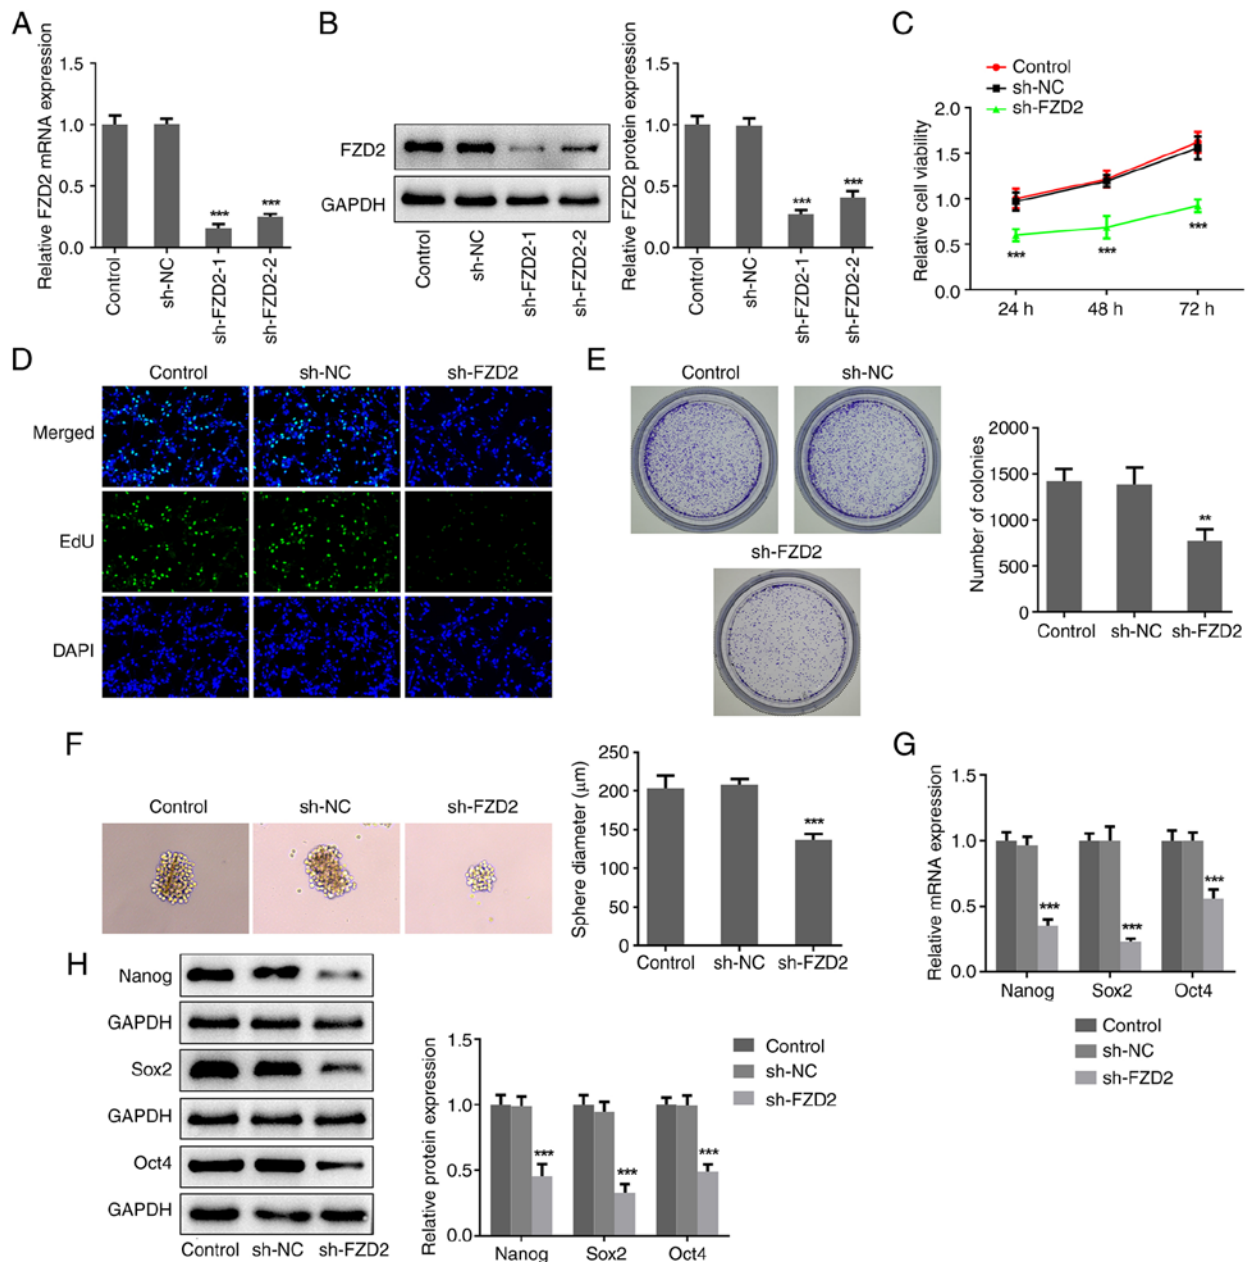 A
Relative FZD2 mRNA expression
1.5
1.0
0.5
0.0
***
***
Control
sh-NC
sh-FZD2-1
sh-FZD2-2
B
FZD2
GAPDH
Control
sh-NC
sh-FZD2-1
sh-FZD2-2
Relative FZD2 protein expression
1.5
1.0
0.5
0.0
***
***
Control
sh-NC
sh-FZD2-1
sh-FZD2-2
C
Control
sh-NC
sh-FZD2
Relative cell viability
2.0
1.5
1.0
0.5
0.0
***
***
***
24 h 48 h 72 h
D
Control sh-NC sh-FZD2
Merged
EdU
DAPI
E
Control sh-NC
sh-FZD2
Number of colonies
2000
1500
1000
500
0
**
Control sh-NC sh-FZD2
F
Control sh-NC sh-FZD2
Sphere diameter (μm)
250
200
150
100
50
0
***
Control sh-NC sh-FZD2
G
Relative mRNA expression
1.5
1.0
0.5
0.0
***
***
***
Nanog Sox2 Oct4
Control
sh-NC
sh-FZD2
H
Nanog
GAPDH
Sox2
GAPDH
Oct4
GAPDH
Control sh-NC sh-FZD2
Relative protein expression
1.5
1.0
0.5
0.0
***
***
***
Nanog Sox2 Oct4
Control
sh-NC
sh-FZD2